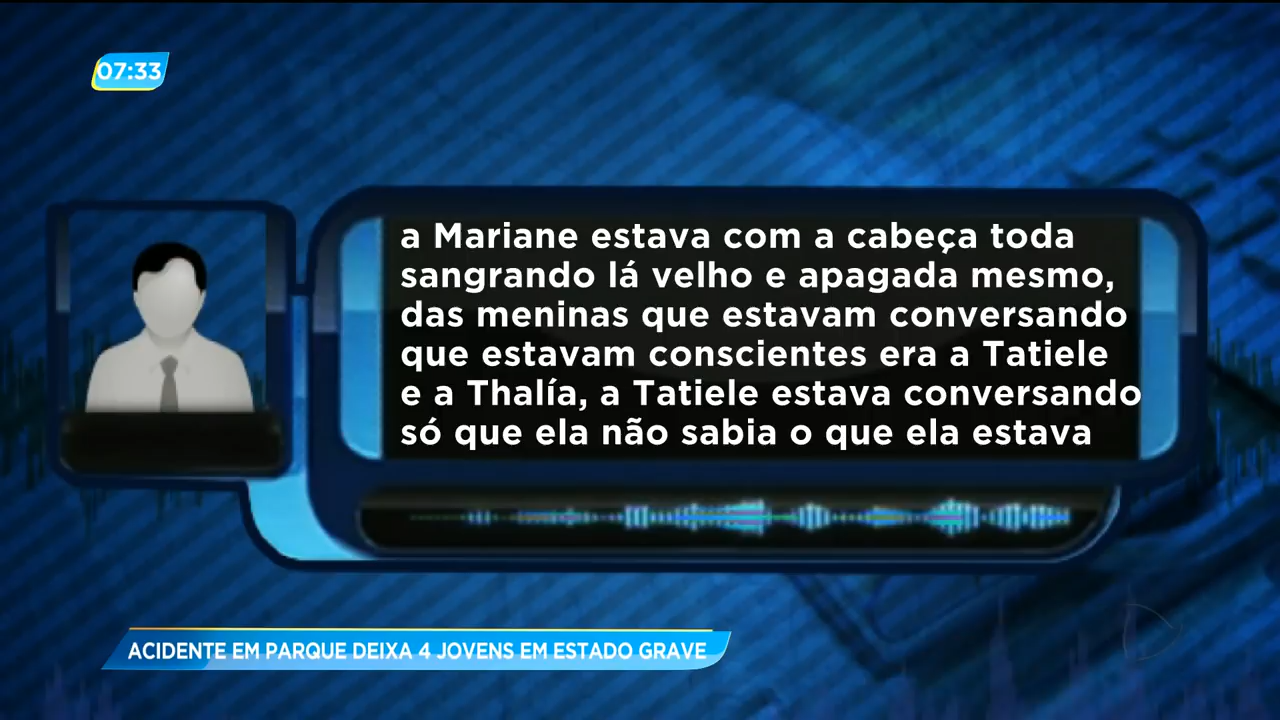 07:33
a Mariane estava com a cabeça toda
sangrando lá velho e apagada mesmo,
das meninas que estavam conversando
que estavam conscientes era a Tatiele
e a Thalía, a Tatiele estava conversando
só que ela não sabia o que ela estava
ACIDENTE EM PARQUE DEIXA 4 JOVENS EM ESTADO GRAVE